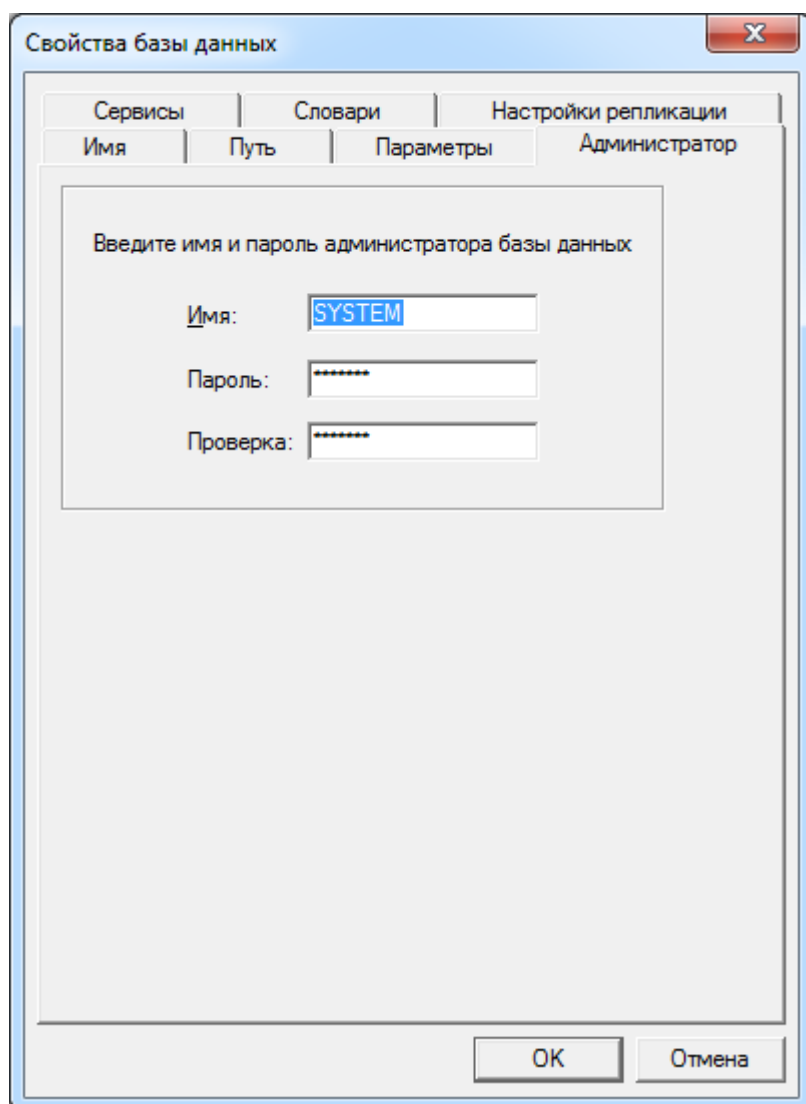 Свойства базы данных
Сервисы Словари Настройки репликации
Имя Путь Параметры Администратор
Введите имя и пароль администратора базы данных
Имя: SYSTEM
Пароль: *******
Проверка: *******
OK Отмена